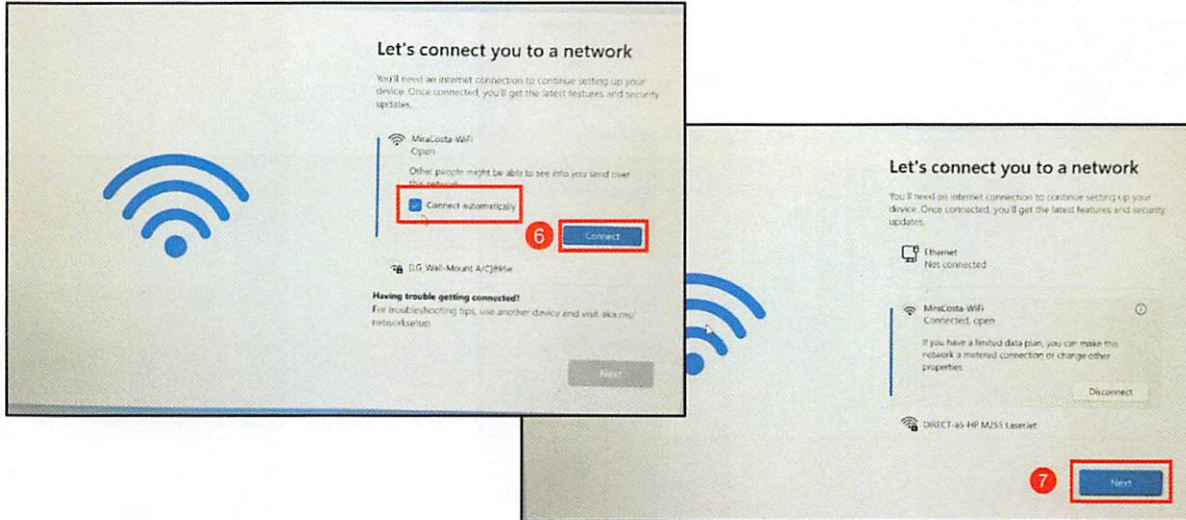 Let's connect you to a network
You'll need an internet connection to continue setting up your
device. Once connected, you'll get the latest features and security
updates.
MiraCosta-WiFi
Open
Other people might be able to see info you send over
this network
Connect automatically
6
Connect
Having trouble getting connected?
For troubleshooting tips, use another device and visit aka.ms/
networksetup
Next
Let's connect you to a network
You'll need an internet connection to continue setting up your
device. Once connected, you'll get the latest features and security
updates.
Ethernet
Not connected
MiraCosta-WiFi
Connected, open
If you have a limited data plan, you can make this
network a metered connection or change other
properties
Disconnect
DIRECT-a5-HP M255 LaserJet
7
Next